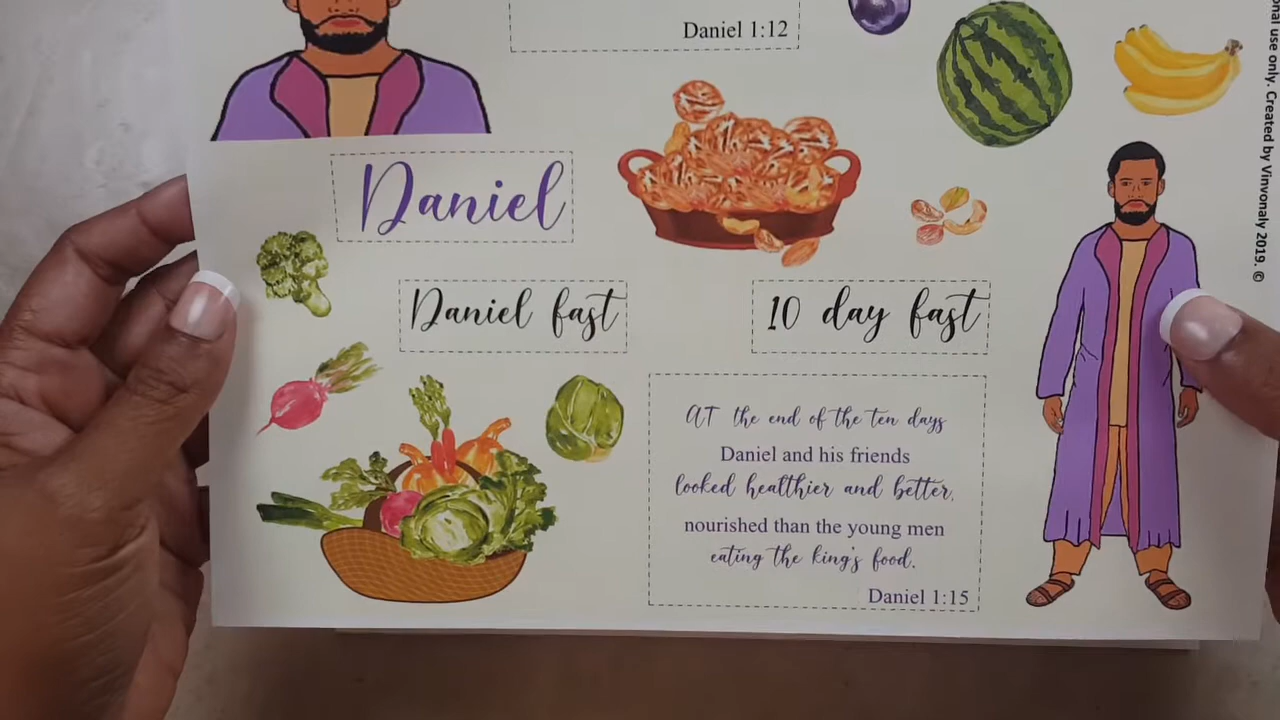 Daniel 1:12
Daniel
Daniel fast
10 day fast
AT the end of the ten days
Daniel and his friends
looked healthier and better,
nourished than the young men
eating the king's food.
Daniel 1:15
use only. Created by Vinvonaly 2019. ©